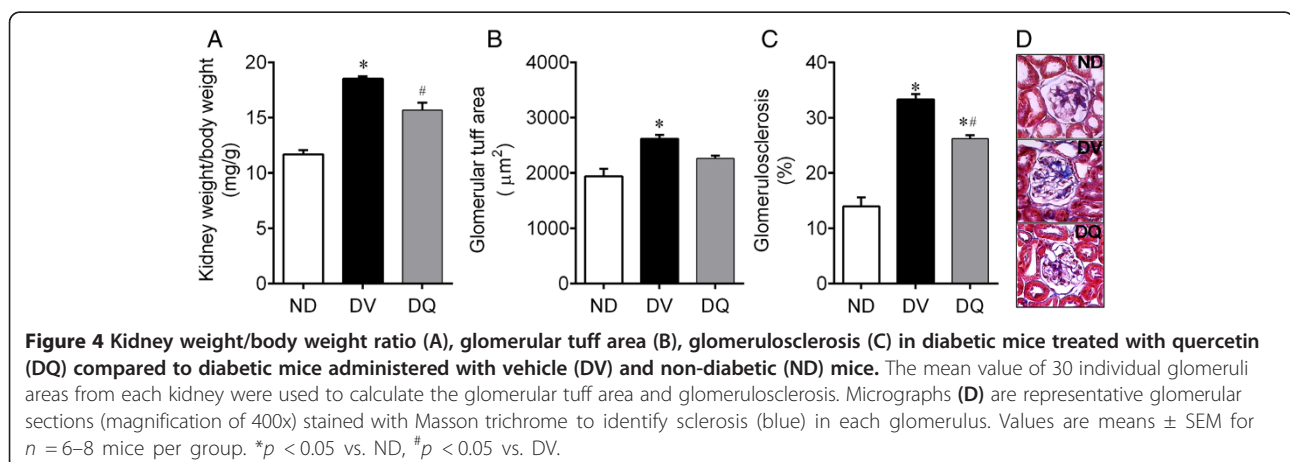 A
Kidney weight/body weight
(mg/g)
20
15
10
5
0
*
#
ND DV DQ
B
Glomerular tuff area
( μm²)
4000
3000
2000
1000
0
*
ND DV DQ
C
Glomerulosclerosis
(%)
40
30
20
10
0
*
*#
ND DV DQ
D
ND
DV
DQ
Figure 4 Kidney weight/body weight ratio (A), glomerular tuff area (B), glomerulosclerosis (C) in diabetic mice treated with quercetin
(DQ) compared to diabetic mice administered with vehicle (DV) and non-diabetic (ND) mice. The mean value of 30 individual glomeruli
areas from each kidney were used to calculate the glomerular tuff area and glomerulosclerosis. Micrographs (D) are representative glomerular
sections (magnification of 400x) stained with Masson trichrome to identify sclerosis (blue) in each glomerulus. Values are means ± SEM for
n = 6–8 mice per group. *p < 0.05 vs. ND, #p < 0.05 vs. DV.